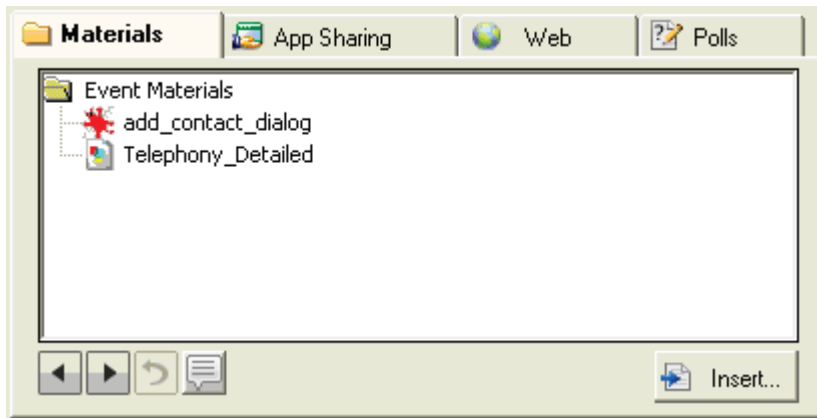 Materials App Sharing Web Polls
Event Materials
add_contact_dialog
Telephony_Detailed
Insert...